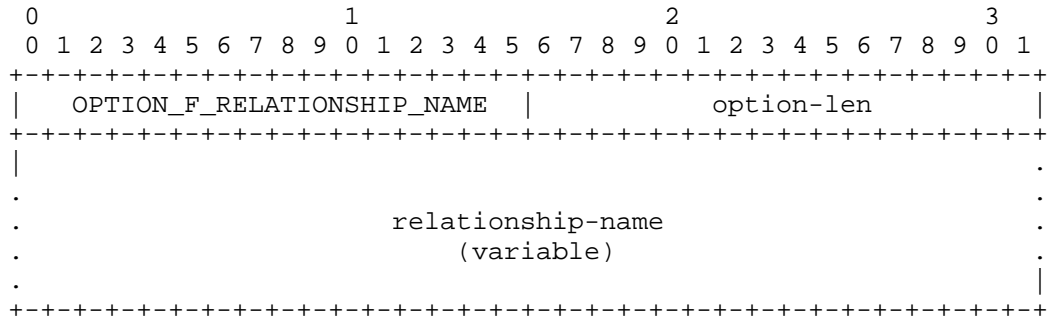 0                   1                   2                   3
 0 1 2 3 4 5 6 7 8 9 0 1 2 3 4 5 6 7 8 9 0 1 2 3 4 5 6 7 8 9 0 1
+-+-+-+-+-+-+-+-+-+-+-+-+-+-+-+-+-+-+-+-+-+-+-+-+-+-+-+-+-+-+-+-+
|   OPTION_F_RELATIONSHIP_NAME  |           option-len          |
+-+-+-+-+-+-+-+-+-+-+-+-+-+-+-+-+-+-+-+-+-+-+-+-+-+-+-+-+-+-+-+-+
|                                                               .
.                                                               .
.                       relationship-name                       .
.                           (variable)                          .
.                                                               |
+-+-+-+-+-+-+-+-+-+-+-+-+-+-+-+-+-+-+-+-+-+-+-+-+-+-+-+-+-+-+-+-+